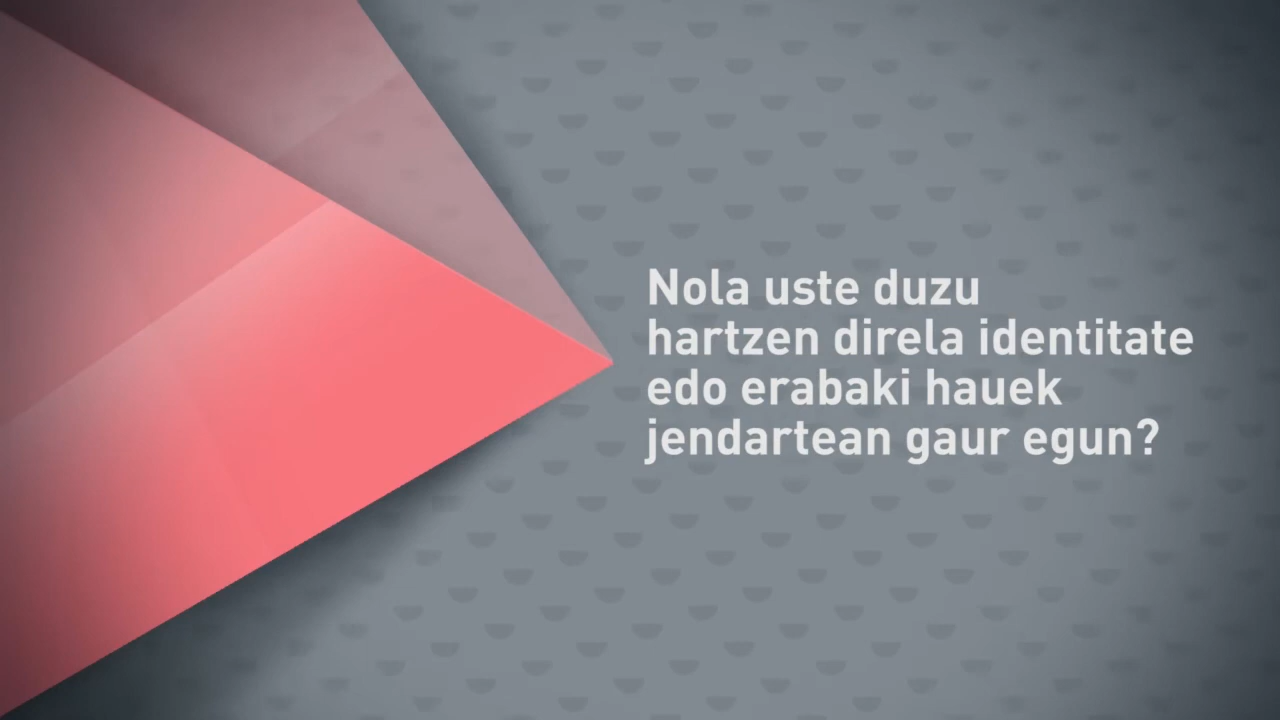 Nola uste duzu
hartzen direla identitate
edo erabaki hauek
jendartean gaur egun?